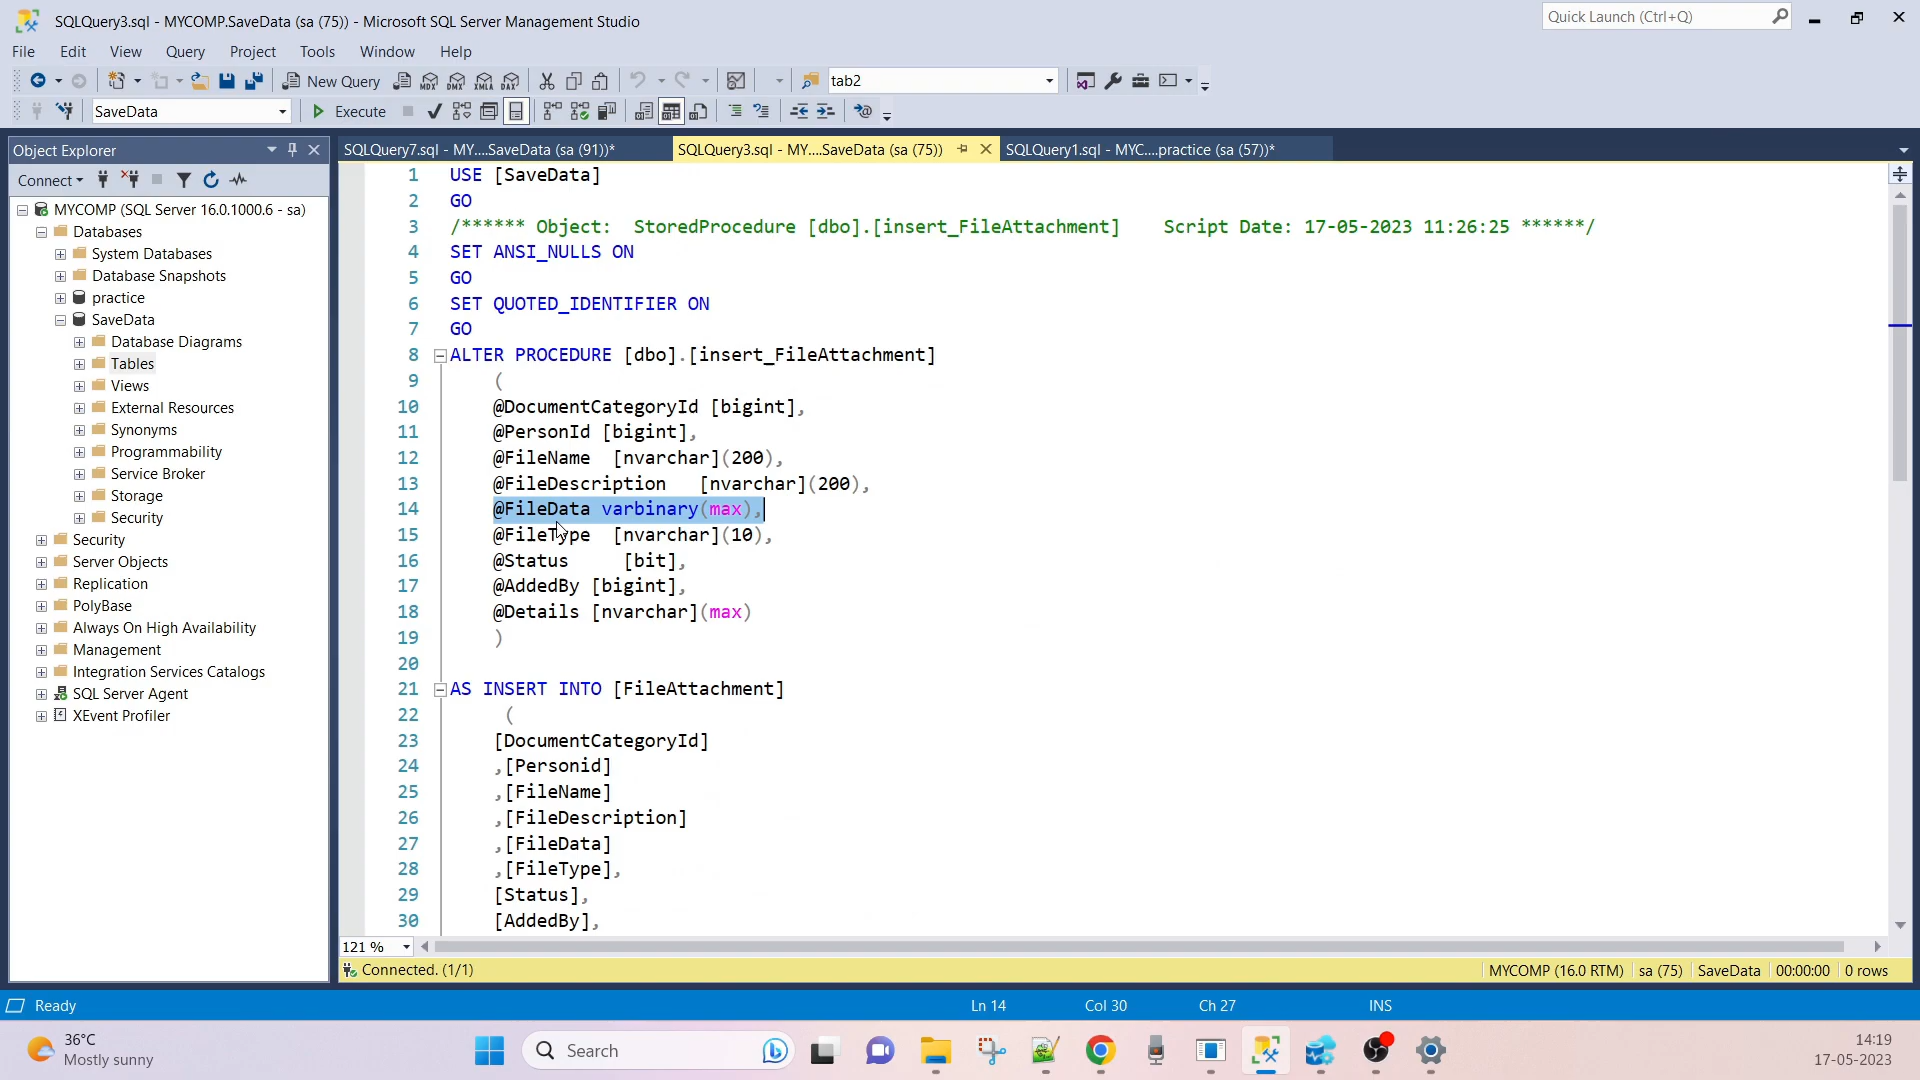 SQLQuery3.sql - MYCOMP.SaveData (sa (75)) - Microsoft SQL Server Management Studio
Quick Launch (Ctrl+Q)
File Edit View Query Project Tools Window Help
New Query MDX DMX XMLA DAX tab2
SaveData Execute
Object Explorer
SQLQuery7.sql - MY....SaveData (sa (91))*
SQLQuery3.sql - MY....SaveData (sa (75))
SQLQuery1.sql - MYC....practice (sa (57))*
Connect
MYCOMP (SQL Server 16.0.1000.6 - sa)
Databases
System Databases
Database Snapshots
practice
SaveData
Database Diagrams
Tables
Views
External Resources
Synonyms
Programmability
Service Broker
Storage
Security
Security
Server Objects
Replication
PolyBase
Always On High Availability
Management
Integration Services Catalogs
SQL Server Agent
XEvent Profiler
1 USE [SaveData]
2 GO
3 /****** Object:  StoredProcedure [dbo].[insert_FileAttachment]    Script Date: 17-05-2023 11:26:25 ******/
4 SET ANSI_NULLS ON
5 GO
6 SET QUOTED_IDENTIFIER ON
7 GO
8 ALTER PROCEDURE [dbo].[insert_FileAttachment]
9 (
10 @DocumentCategoryId [bigint],
11 @PersonId [bigint],
12 @FileName  [nvarchar](200),
13 @FileDescription   [nvarchar](200),
14 @FileData varbinary(max),
15 @FileType  [nvarchar](10),
16 @Status     [bit],
17 @AddedBy [bigint],
18 @Details [nvarchar](max)
19 )
20
21 AS INSERT INTO [FileAttachment]
22 (
23 [DocumentCategoryId]
24 ,[Personid]
25 ,[FileName]
26 ,[FileDescription]
27 ,[FileData]
28 ,[FileType],
29 [Status],
30 [AddedBy],
121 %
Connected. (1/1)
MYCOMP (16.0 RTM) sa (75) SaveData 00:00:00 0 rows
Ready Ln 14 Col 30 Ch 27 INS
36°C
Mostly sunny
Search
14:19
17-05-2023